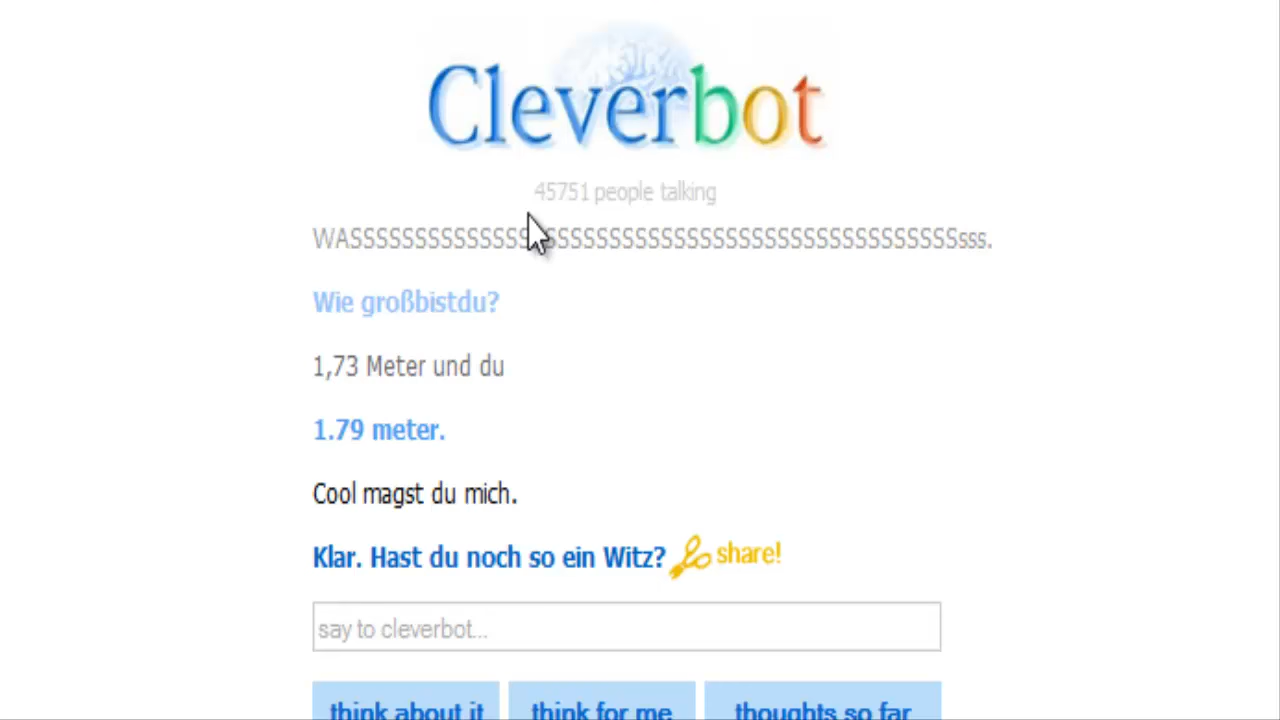 Cleverbot
45751 people talking
WASSSSSSSSSSSSSSSSSSSSSSSSSSSSSSSSSSSSSSSSSSSSSsss.
Wie großbistdu?
1,73 Meter und du
1.79 meter.
Cool magst du mich.
Klar. Hast du noch so ein Witz? share!
say to cleverbot...
think about it think for me thoughts so far